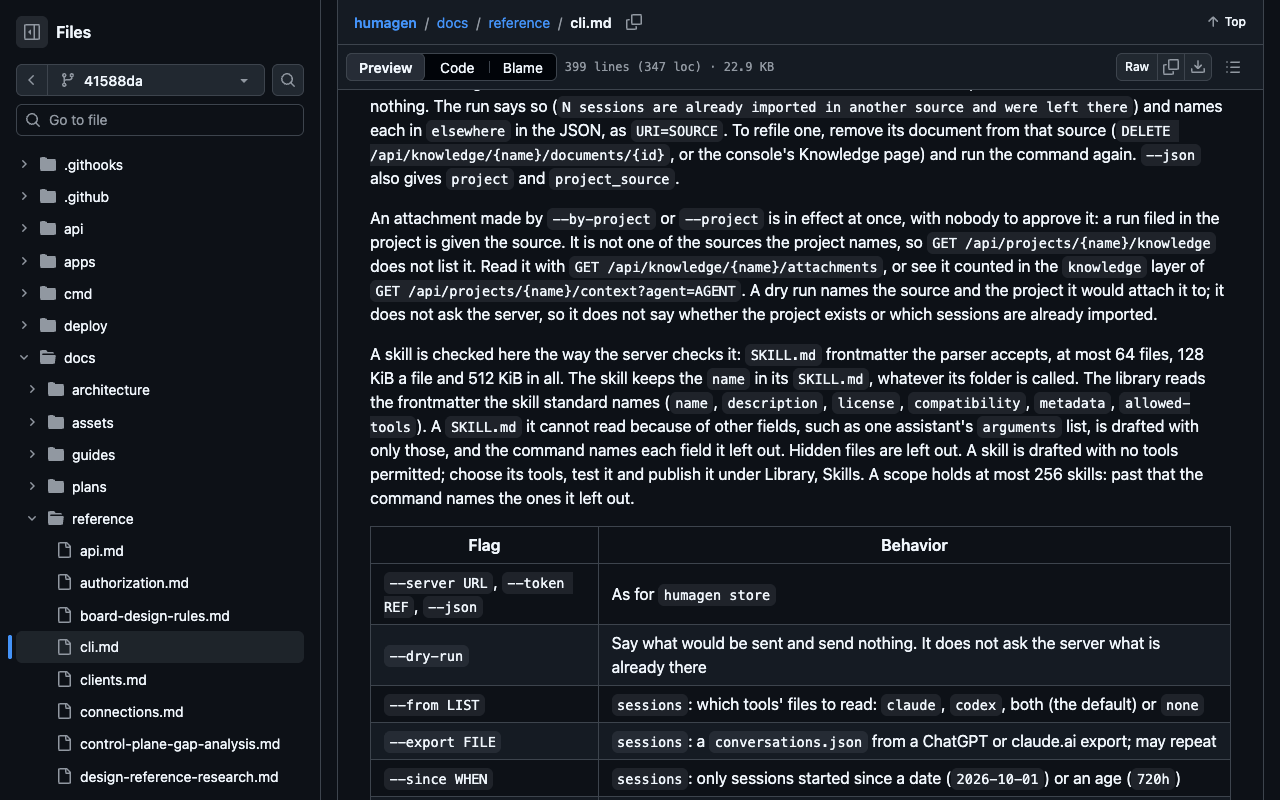 Files
41588da
Go to file
.githooks
.github
api
apps
cmd
deploy
docs
architecture
assets
guides
plans
reference
api.md
authorization.md
board-design-rules.md
cli.md
clients.md
connections.md
control-plane-gap-analysis.md
design-reference-research.md
humagen / docs / reference / cli.md
Top
Preview Code Blame 399 lines (347 loc) · 22.9 KB
Raw
nothing. The run says so ( N sessions are already imported in another source and were left there ) and names
each in elsewhere in the JSON, as URI=SOURCE . To refile one, remove its document from that source ( DELETE
/api/knowledge/{name}/documents/{id} , or the console's Knowledge page) and run the command again. --json
also gives project and project_source .
An attachment made by --by-project or --project is in effect at once, with nobody to approve it: a run filed in the
project is given the source. It is not one of the sources the project names, so GET /api/projects/{name}/knowledge
does not list it. Read it with GET /api/knowledge/{name}/attachments , or see it counted in the knowledge layer of
GET /api/projects/{name}/context?agent=AGENT . A dry run names the source and the project it would attach it to; it
does not ask the server, so it does not say whether the project exists or which sessions are already imported.
A skill is checked here the way the server checks it: SKILL.md frontmatter the parser accepts, at most 64 files, 128
KiB a file and 512 KiB in all. The skill keeps the name in its SKILL.md , whatever its folder is called. The library reads
the frontmatter the skill standard names ( name , description , license , compatibility , metadata , allowed-
tools ). A SKILL.md it cannot read because of other fields, such as one assistant's arguments list, is drafted with
only those, and the command names each field it left out. Hidden files are left out. A skill is drafted with no tools
permitted; choose its tools, test it and publish it under Library, Skills. A scope holds at most 256 skills: past that the
command names the ones it left out.
Flag Behavior
--server URL , --token
REF , --json
As for humagen store
--dry-run
Say what would be sent and send nothing. It does not ask the server what is
already there
--from LIST sessions : which tools' files to read: claude , codex , both (the default) or none
--export FILE sessions : a conversations.json from a ChatGPT or claude.ai export; may repeat
--since WHEN sessions : only sessions started since a date ( 2026-10-01 ) or an age ( 720h )